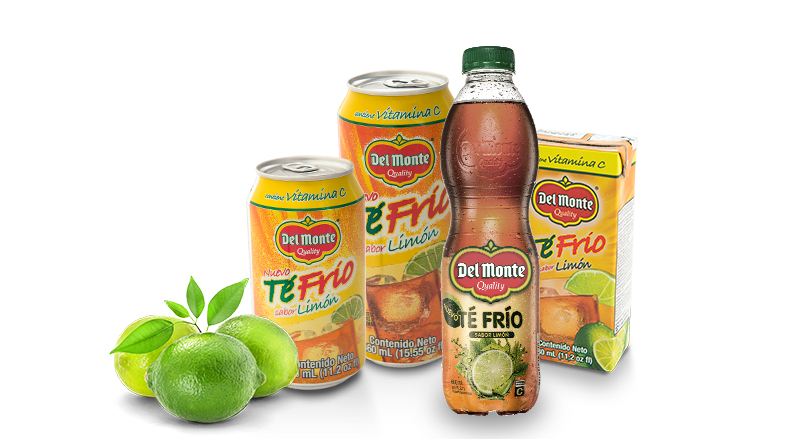 contiene Vitamina C
Del Monte
Quality
Nuevo
Té Frío
sabor Limón
Contenido Neto
mL (11.2 oz fl)
contiene Vitamina C
Del Monte
Quality
Té Frío
sabor Limón
Contenido Neto
60 mL (15.55 oz fl)
Del Monte
Quality
NUEVO
TÉ FRÍO
SABOR LIMÓN
Vitamina C
Del Monte
Quality
Té Frío
sabor Limón
Contenido Neto
mL (11.2 oz fl)